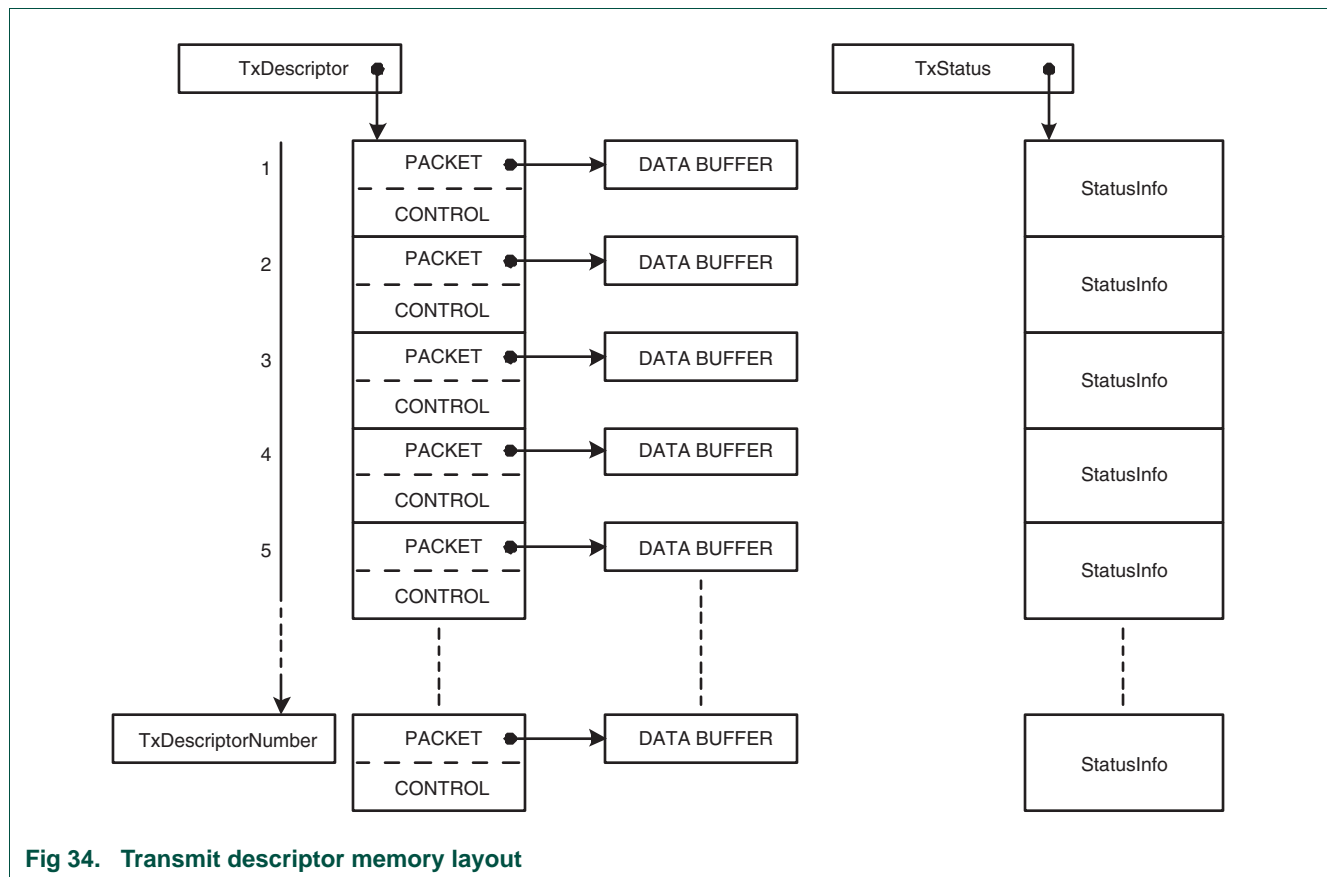 TxDescriptor
TxStatus
1
PACKET
DATA BUFFER
CONTROL
StatusInfo
2
PACKET
DATA BUFFER
CONTROL
StatusInfo
3
PACKET
DATA BUFFER
CONTROL
StatusInfo
4
PACKET
DATA BUFFER
CONTROL
StatusInfo
5
PACKET
DATA BUFFER
CONTROL
StatusInfo
TxDescriptorNumber
PACKET
DATA BUFFER
CONTROL
StatusInfo
Fig 34. Transmit descriptor memory layout